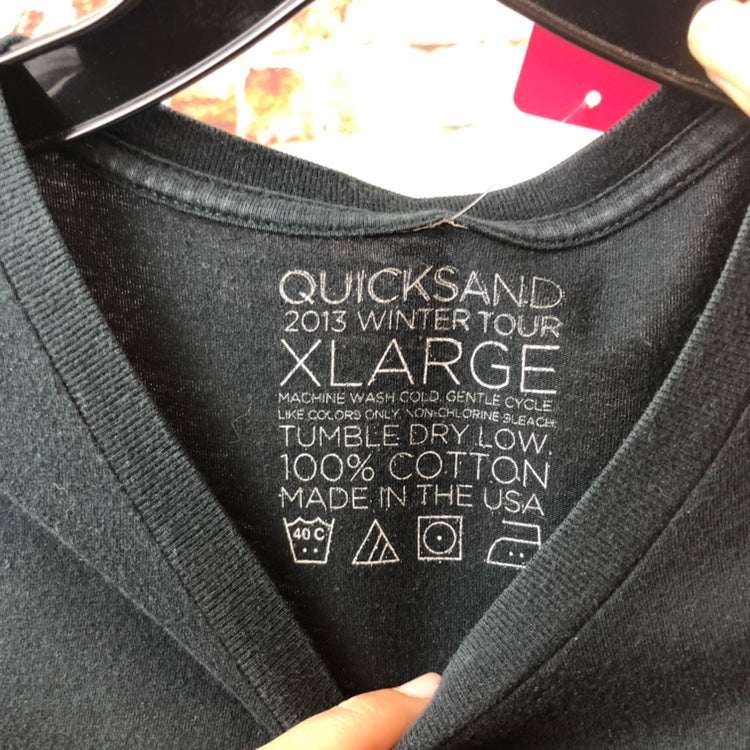 QUICKSAND
2013 WINTER TOUR
XLARGE
MACHINE WASH COLD. GENTLE CYCLE
LIKE COLORS ONLY. NON-CHLORINE BLEACH.
TUMBLE DRY LOW.
100% COTTON
MADE IN THE USA
40 C